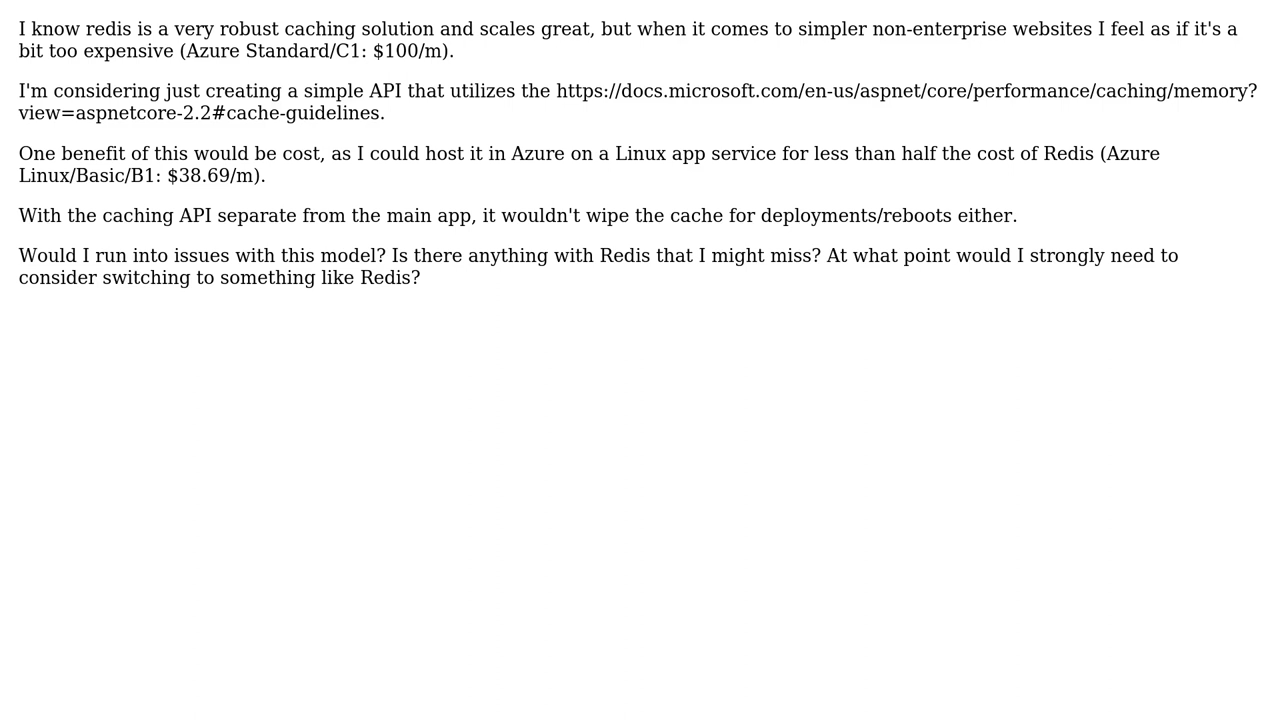 I know redis is a very robust caching solution and scales great, but when it comes to simpler non-enterprise websites I feel as if it's a
bit too expensive (Azure Standard/C1: $100/m).
I'm considering just creating a simple API that utilizes the https://docs.microsoft.com/en-us/aspnet/core/performance/caching/memory?
view=aspnetcore-2.2#cache-guidelines.
One benefit of this would be cost, as I could host it in Azure on a Linux app service for less than half the cost of Redis (Azure
Linux/Basic/B1: $38.69/m).
With the caching API separate from the main app, it wouldn't wipe the cache for deployments/reboots either.
Would I run into issues with this model? Is there anything with Redis that I might miss? At what point would I strongly need to
consider switching to something like Redis?